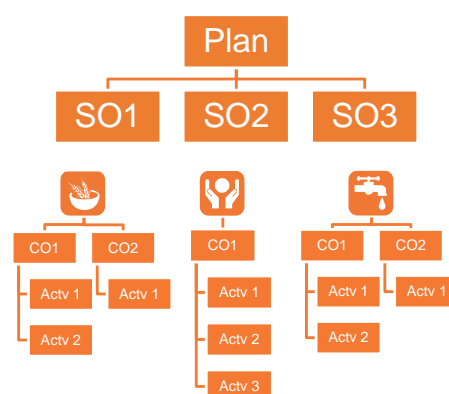 Plan
SO1 SO2 SO3
CO1 CO2 CO1 CO1 CO2
Actv 1 Actv 1 Actv 1 Actv 1 Actv 1
Actv 2 Actv 2 Actv 2
Actv 3